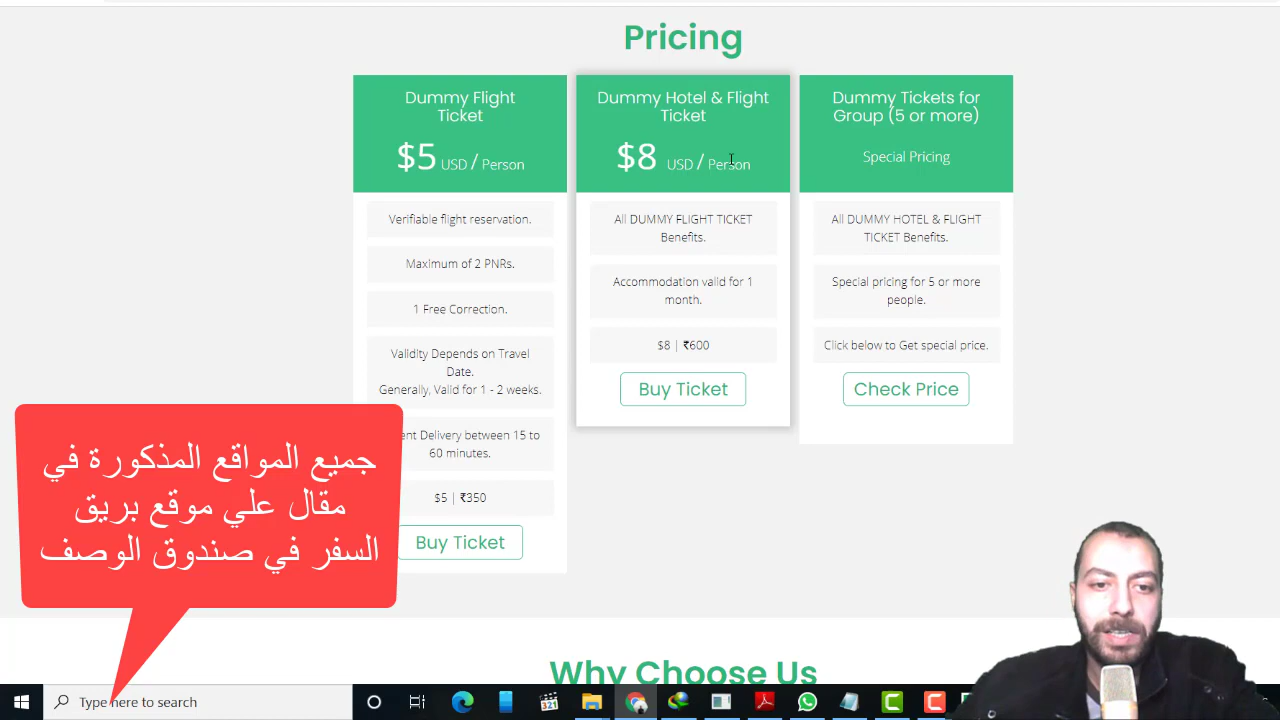 Pricing
Dummy Flight
Ticket
$5 USD / Person
Verifiable flight reservation.
Maximum of 2 PNRs.
1 Free Correction.
Validity Depends on Travel
Date.
Generally, Valid for 1 - 2 weeks.
ent Delivery between 15 to
60 minutes.
$5 | ₹350
Buy Ticket
Dummy Hotel & Flight
Ticket
$8 USD / Person
All DUMMY FLIGHT TICKET
Benefits.
Accommodation valid for 1
month.
$8 | ₹600
Buy Ticket
Dummy Tickets for
Group (5 or more)
Special Pricing
All DUMMY HOTEL & FLIGHT
TICKET Benefits.
Special pricing for 5 or more
people.
Click below to Get special price.
Check Price
جميع المواقع المذكورة في
مقال علي موقع بريق
السفر في صندوق الوصف
Why Choose Us
Type here to search
321